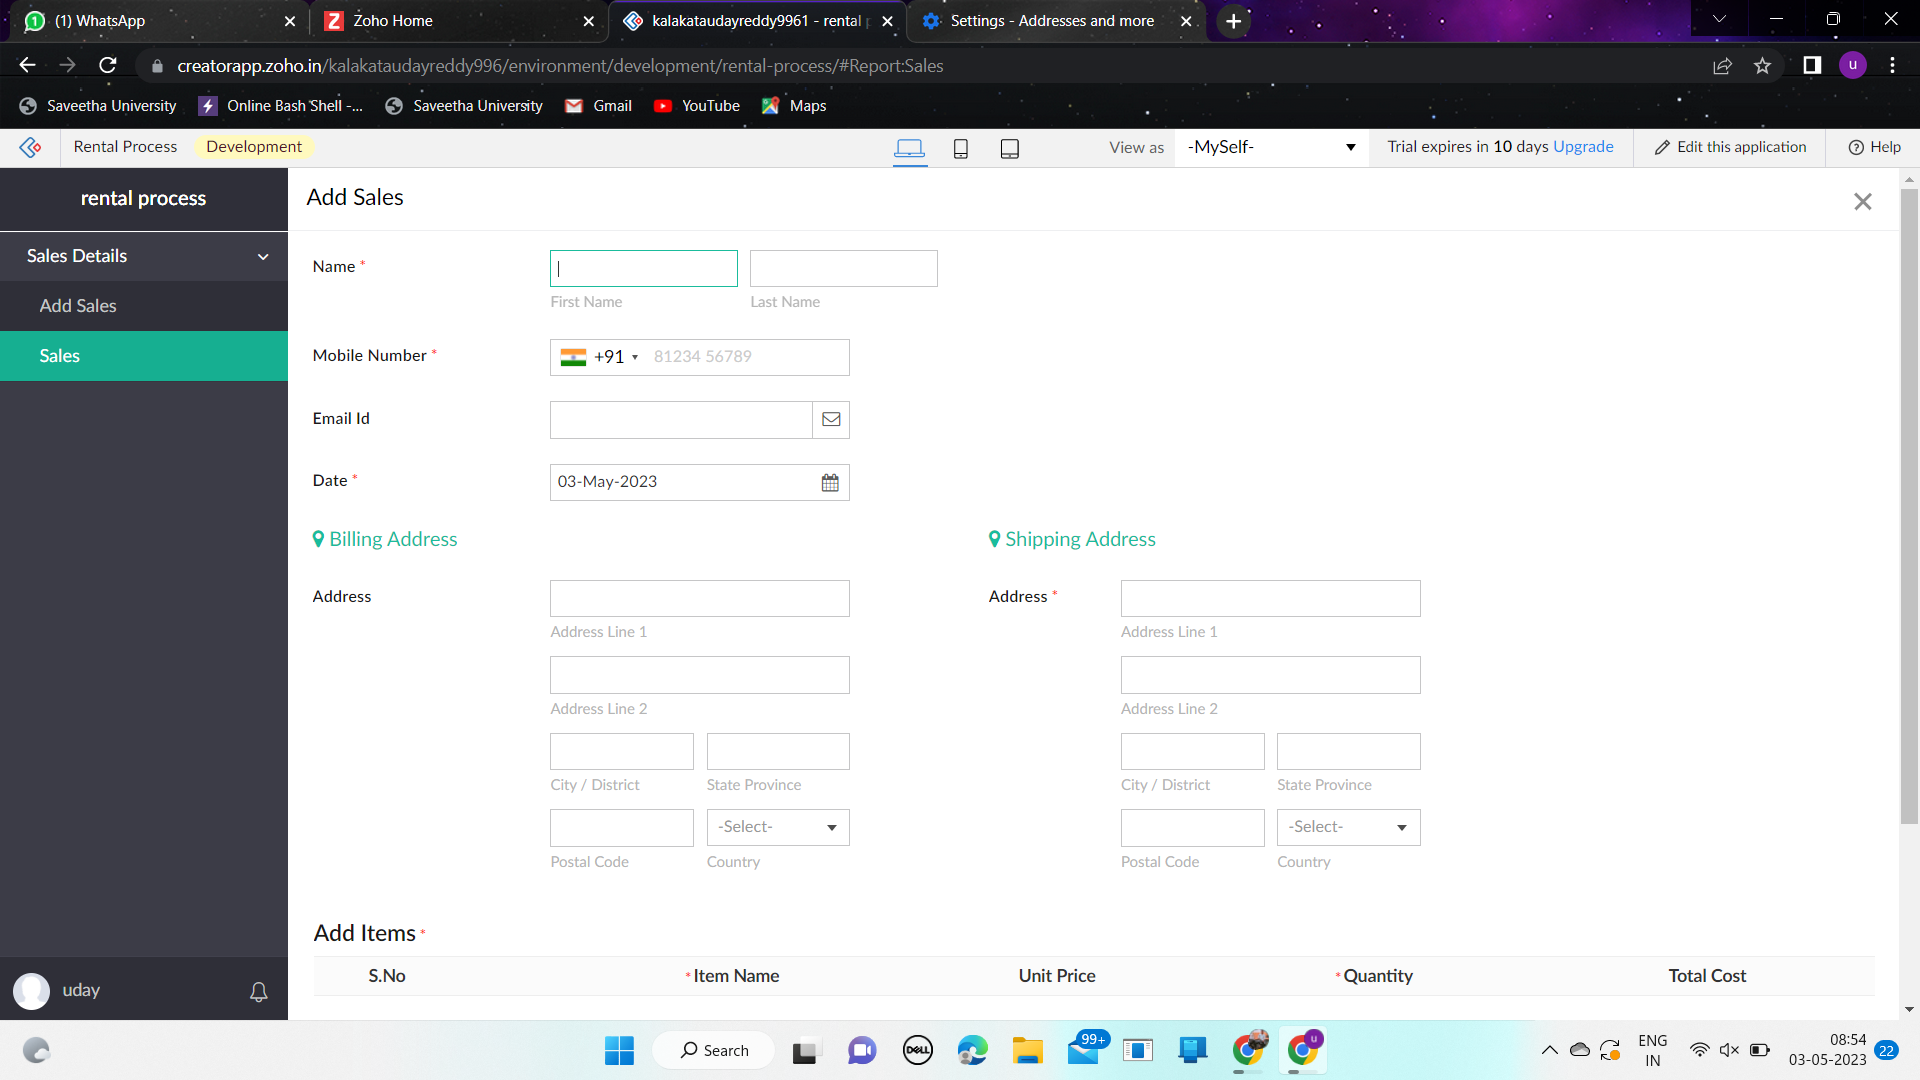 (1) WhatsApp
Zoho Home
kalakataudayreddy9961 - rental p
Settings - Addresses and more
creatorapp.zoho.in/kalakataudayreddy996/environment/development/rental-process/#Report:Sales
u
Saveetha University
Online Bash Shell -...
Saveetha University
Gmail
YouTube
Maps
Rental Process
Development
View as
-MySelf-
Trial expires in 10 days Upgrade
Edit this application
Help
rental process
Sales Details
Add Sales
Sales
Add Sales
Name *
First Name
Last Name
Mobile Number *
+91
81234 56789
Email Id
Date *
03-May-2023
Billing Address
Shipping Address
Address
Address *
Address Line 1
Address Line 1
Address Line 2
Address Line 2
City / District
State Province
City / District
State Province
-Select-
-Select-
Postal Code
Country
Postal Code
Country
Add Items *
S.No
* Item Name
Unit Price
* Quantity
Total Cost
uday
Search
DELL
99+
u
ENG
IN
08:54
03-05-2023
22